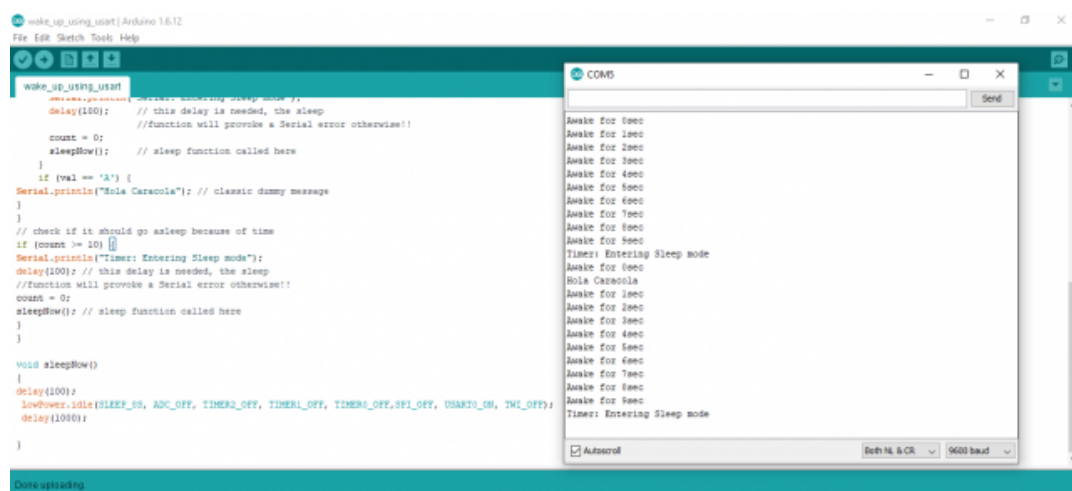 wake_up_using_usart | Arduino 1.6.12
File Edit Sketch Tools Help
wake_up_using_usart
Serial.println("Serial: Entering Sleep mode");
delay(100); // this delay is needed, the sleep
//function will provoke a Serial error otherwise!!
count = 0;
sleepNow(); // sleep function called here
}
if (val == 'A') {
Serial.println("Hola Caracola"); // classic dummy message
}
}
// check if it should go asleep because of time
if (count >= 10) {
Serial.println("Timer: Entering Sleep mode");
delay(100); // this delay is needed, the sleep
//function will provoke a Serial error otherwise!!
count = 0;
sleepNow(); // sleep function called here
}
}
void sleepNow()
{
delay(100);
LowPower.idle(SLEEP_8S, ADC_OFF, TIMER2_OFF, TIMER1_OFF, TIMER0_OFF,SPI_OFF, USART0_ON, TWI_OFF);
delay(1000);
}
Done uploading.
COM5
Send
Awake for 0sec
Awake for 1sec
Awake for 2sec
Awake for 3sec
Awake for 4sec
Awake for 5sec
Awake for 6sec
Awake for 7sec
Awake for 8sec
Awake for 9sec
Timer: Entering Sleep mode
Awake for 0sec
Hola Caracola
Awake for 1sec
Awake for 2sec
Awake for 3sec
Awake for 4sec
Awake for 5sec
Awake for 6sec
Awake for 7sec
Awake for 8sec
Awake for 9sec
Timer: Entering Sleep mode
Autoscroll
Both NL & CR
9600 baud